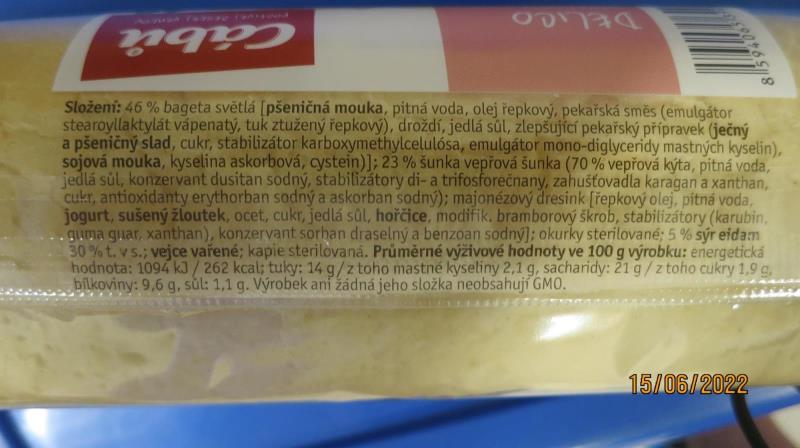 Cábů
POCTIVEJ ČESKEJ VENKOV
DELICO
Složení: 46 % bageta světlá [pšeničná mouka, pitná voda, olej řepkový, pekařská směs (emulgátor
stearoyllaktylát vápenatý, tuk ztužený řepkový), droždí, jedlá sůl, zlepšující pekařský přípravek (ječný
a pšeničný slad, cukr, stabilizátor karboxymethylcelulósa, emulgátor mono-diglyceridy mastných kyselin),
sojová mouka, kyselina askorbová, cystein)]; 23 % šunka vepřová šunka (70 % vepřová kýta, pitná voda,
jedlá sůl, konzervant dusitan sodný, stabilizátory di- a trifosforečnany, zahušťovadla karagan a xanthan,
cukr, antioxidanty erythorban sodný a askorban sodný); majonézový dresink [řepkový olej, pitná voda,
jogurt, sušený žloutek, ocet, cukr, jedlá sůl, hořčice, modifik. bramborový škrob, stabilizátory (karubin,
guma guar, xanthan), konzervant sorban draselný a benzoan sodný]; okurky sterilované; 5 % sýr eidam
30 % t. v s.; vejce vařené; kapie sterilovaná. Průměrné výživové hodnoty ve 100 g výrobku: energetická
hodnota: 1094 kJ / 262 kcal; tuky: 14 g / z toho mastné kyseliny 2,1 g, sacharidy: 21 g / z toho cukry 1,9 g,
bílkoviny: 9,6 g, sůl: 1,1 g. Výrobek ani žádná jeho složka neobsahují GMO.
15/06/2022